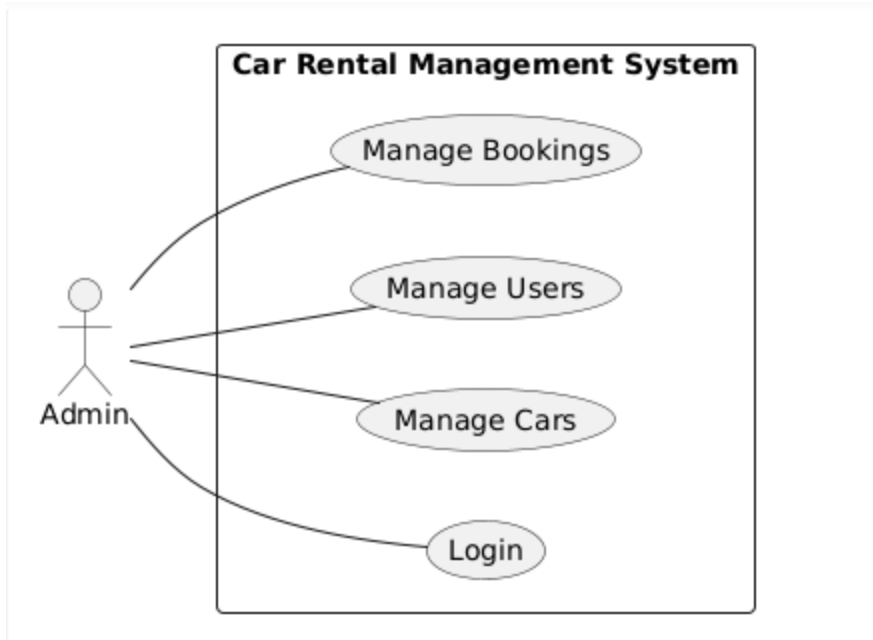 Car Rental Management System
Manage Bookings
Manage Users
Manage Cars
Admin
Login